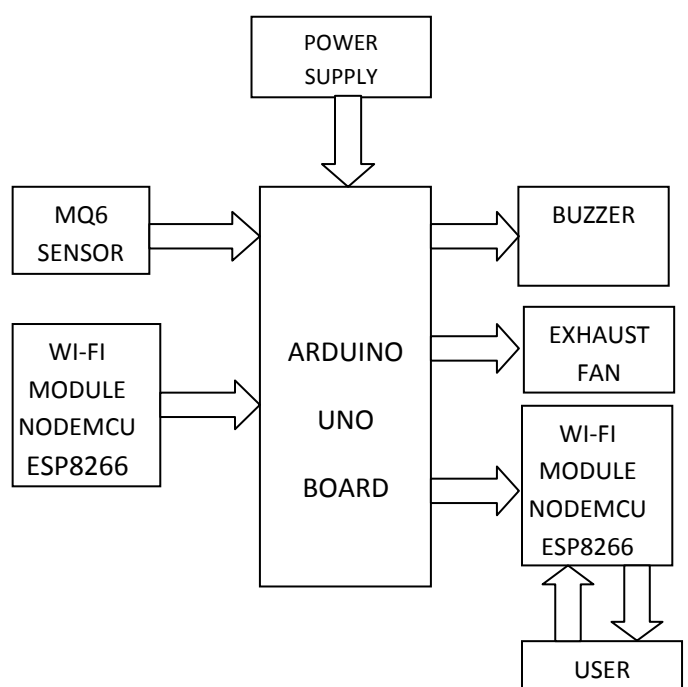 POWER
SUPPLY
MQ6
SENSOR
BUZZER
WI-FI
MODULE
NODEMCU
ESP8266
ARDUINO
UNO
BOARD
EXHAUST
FAN
WI-FI
MODULE
NODEMCU
ESP8266
USER